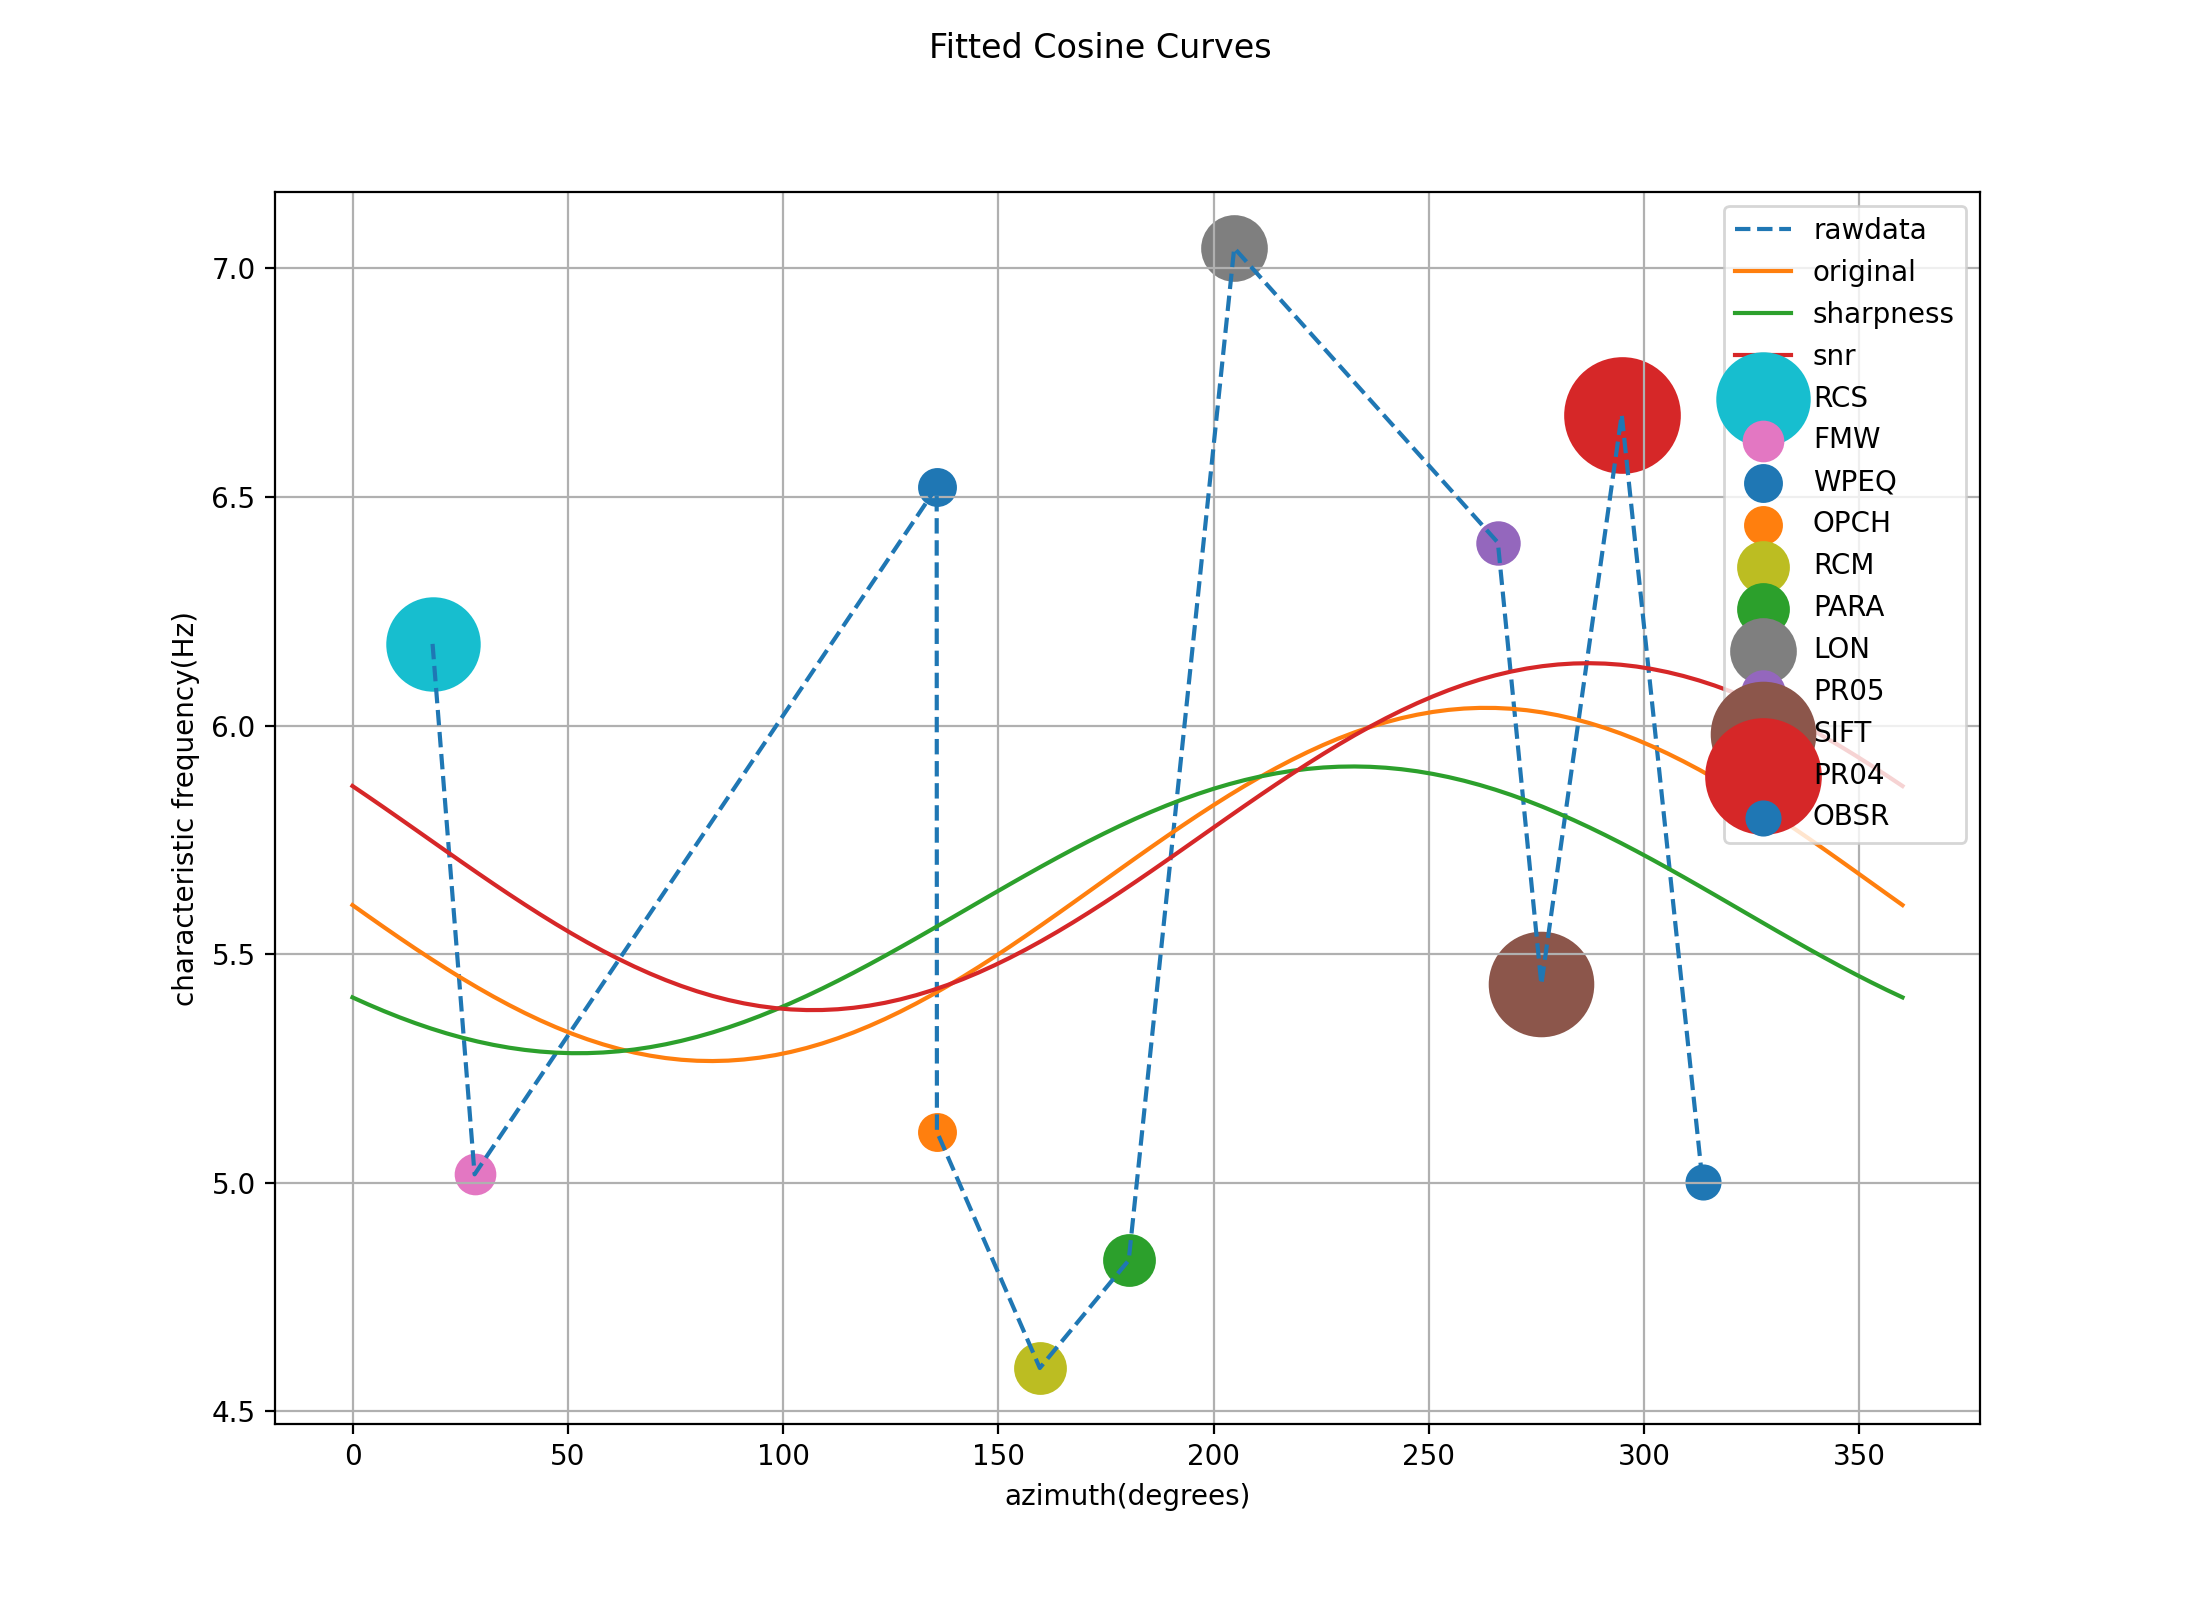 Fitted Cosine Curves
characteristic frequency(Hz)
7.0
6.5
6.0
5.5
5.0
4.5
rawdata
original
sharpness
snr
RCS
FMW
WPEQ
OPCH
RCM
PARA
LON
PR05
SIFT
PR04
OBSR
0 50 100 150 200 250 300 350
azimuth(degrees)